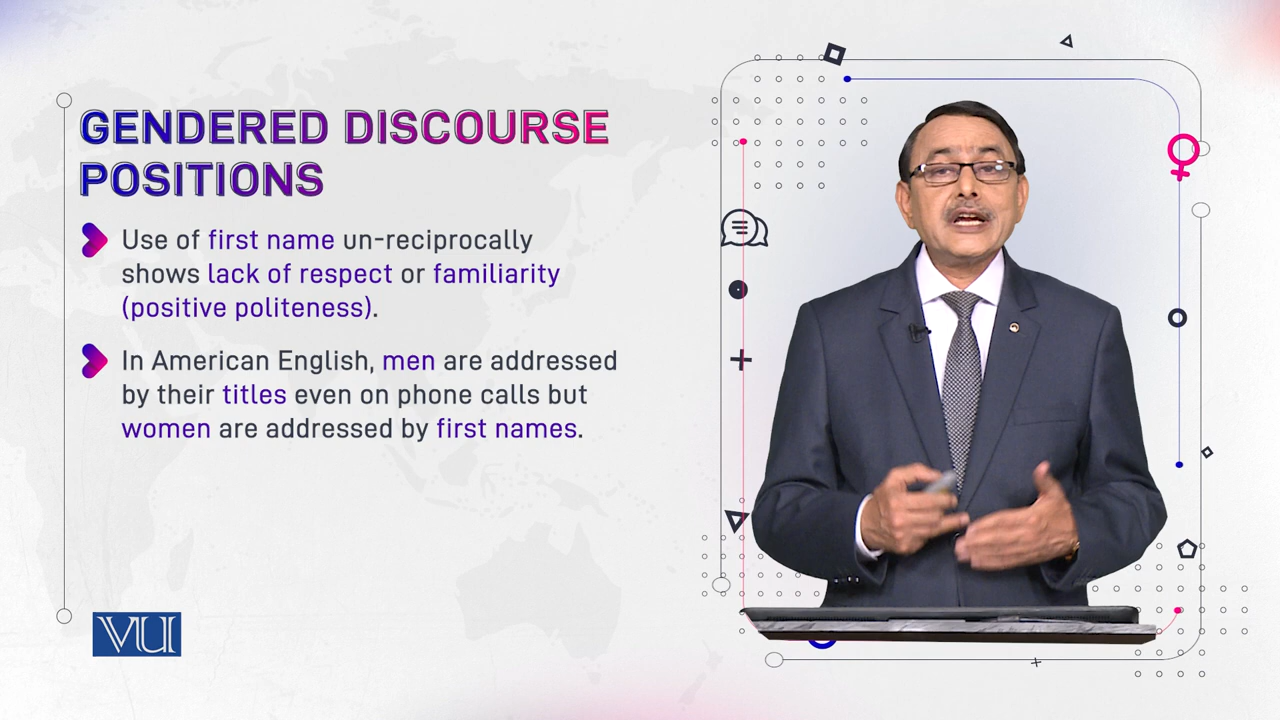 GENDERED DISCOURSE
POSITIONS
Use of first name un-reciprocally
shows lack of respect or familiarity
(positive politeness).
In American English, men are addressed
by their titles even on phone calls but
women are addressed by first names.
VU